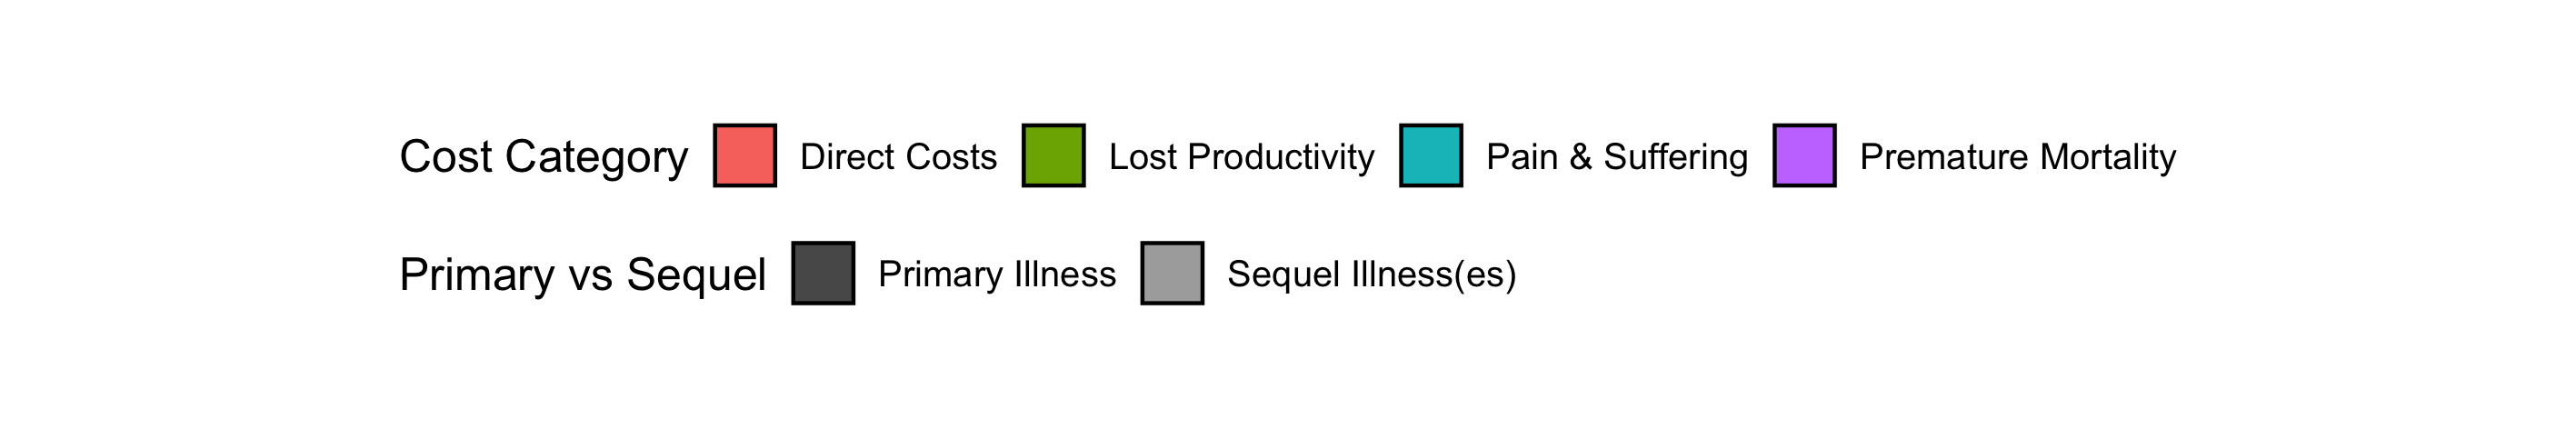 Cost Category Direct Costs Lost Productivity Pain & Suffering Premature Mortality
Primary vs Sequel Primary Illness Sequel Illness(es)